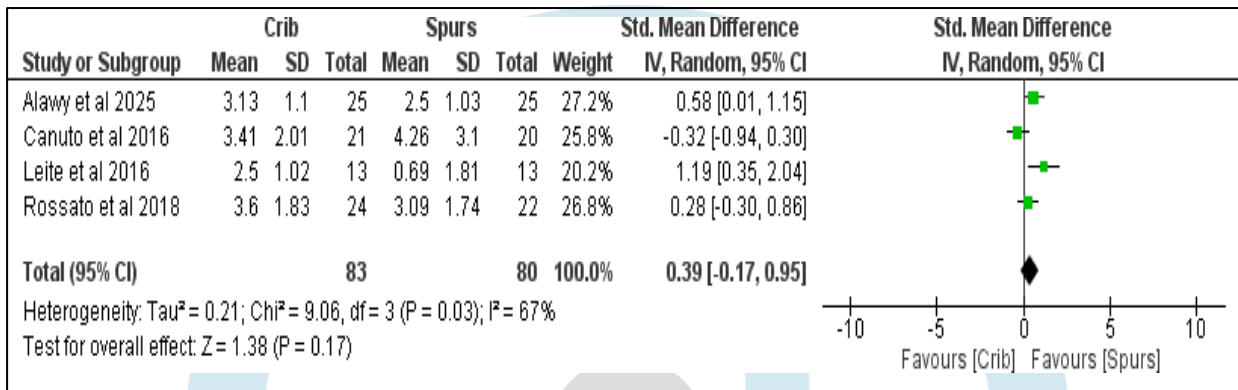 Crib Spurs Std. Mean Difference Std. Mean Difference
Study or Subgroup Mean SD Total Mean SD Total Weight IV, Random, 95% CI IV, Random, 95% CI
Alawy et al 2025 3.13 1.1 25 2.5 1.03 25 27.2% 0.58 [0.01, 1.15]
Canuto et al 2016 3.41 2.01 21 4.26 3.1 20 25.8% -0.32 [-0.94, 0.30]
Leite et al 2016 2.5 1.02 13 0.69 1.81 13 20.2% 1.19 [0.35, 2.04]
Rossato et al 2018 3.6 1.83 24 3.09 1.74 22 26.8% 0.28 [-0.30, 0.86]
Total (95% CI) 83 80 100.0% 0.39 [-0.17, 0.95]
Heterogeneity: Tau² = 0.21; Chi² = 9.06, df = 3 (P = 0.03); I² = 67%
Test for overall effect: Z = 1.38 (P = 0.17)
-10 -5 0 5 10
Favours [Crib] Favours [Spurs]